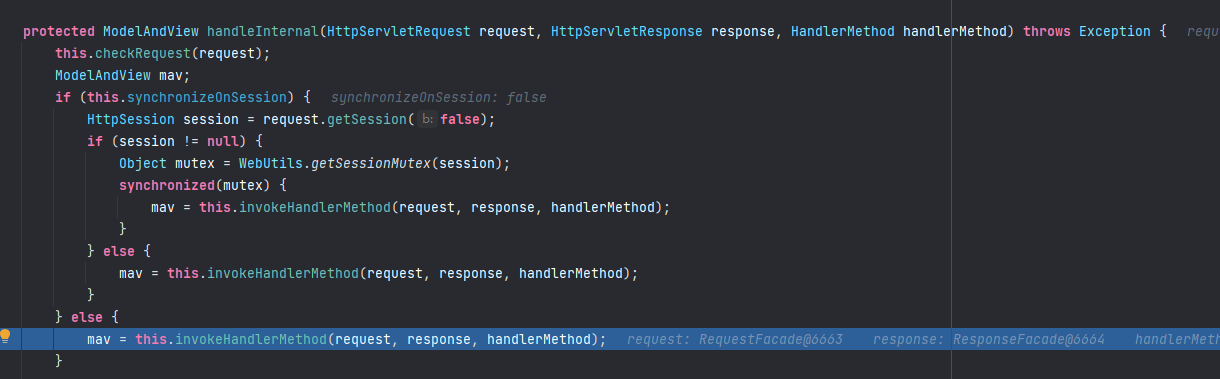 protected ModelAndView handleInternal(HttpServletRequest request, HttpServletResponse response, HandlerMethod handlerMethod) throws Exception {
this.checkRequest(request);
ModelAndView mav;
if (this.synchronizeOnSession) { synchronizeOnSession: false
HttpSession session = request.getSession( b: false);
if (session != null) {
Object mutex = WebUtils.getSessionMutex(session);
synchronized(mutex) {
mav = this.invokeHandlerMethod(request, response, handlerMethod);
}
} else {
mav = this.invokeHandlerMethod(request, response, handlerMethod);
}
} else {
mav = this.invokeHandlerMethod(request, response, handlerMethod); request: RequestFacade@6663 response: ResponseFacade@6664
}